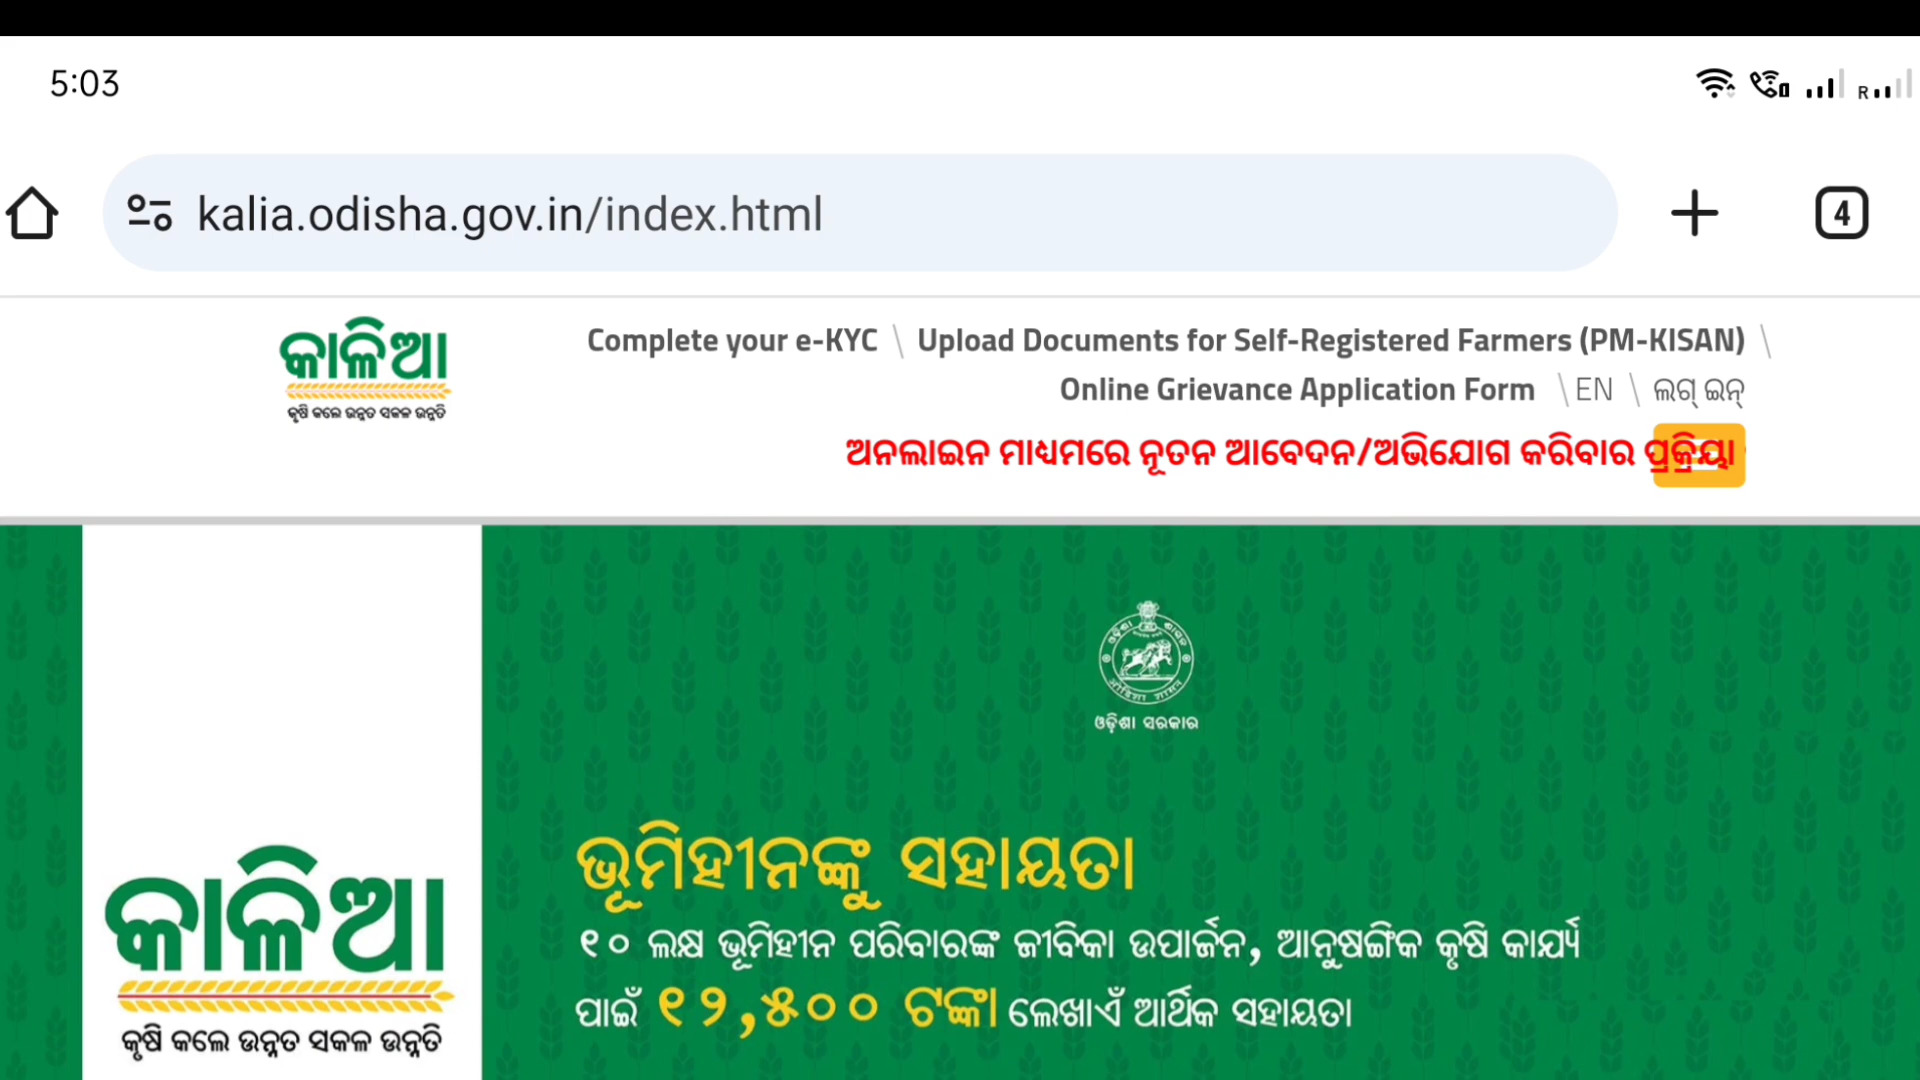 5:03
kalia.odisha.gov.in/index.html
4
R
କାଳିଆ
କୃଷି କଲେ ଉନ୍ନତ ସକଳ ଉନ୍ନତି
Complete your e-KYC \ Upload Documents for Self-Registered Farmers (PM-KISAN) \
Online Grievance Application Form \ EN \ ଲଗ୍ ଇନ୍
ଅନଲାଇନ ମାଧ୍ୟମରେ ନୂତନ ଆବେଦନ/ଅଭିଯୋଗ କରିବାର ପ୍ରକ୍ରିୟା
ଓଡ଼ିଶା ସରକାର
କାଳିଆ
କୃଷି କଲେ ଉନ୍ନତ ସକଳ ଉନ୍ନତି
ଭୂମିହୀନଙ୍କୁ ସହାୟତା
୧୦ ଲକ୍ଷ ଭୂମିହୀନ ପରିବାରଙ୍କ ଜୀବିକା ଉପାର୍ଜନ, ଆନୁଷଙ୍ଗିକ କୃଷି କାର୍ଯ୍ୟ
ପାଇଁ ୧୨,୫୦୦ ଟଙ୍କା ଲେଖାଏଁ ଆର୍ଥିକ ସହାୟତା